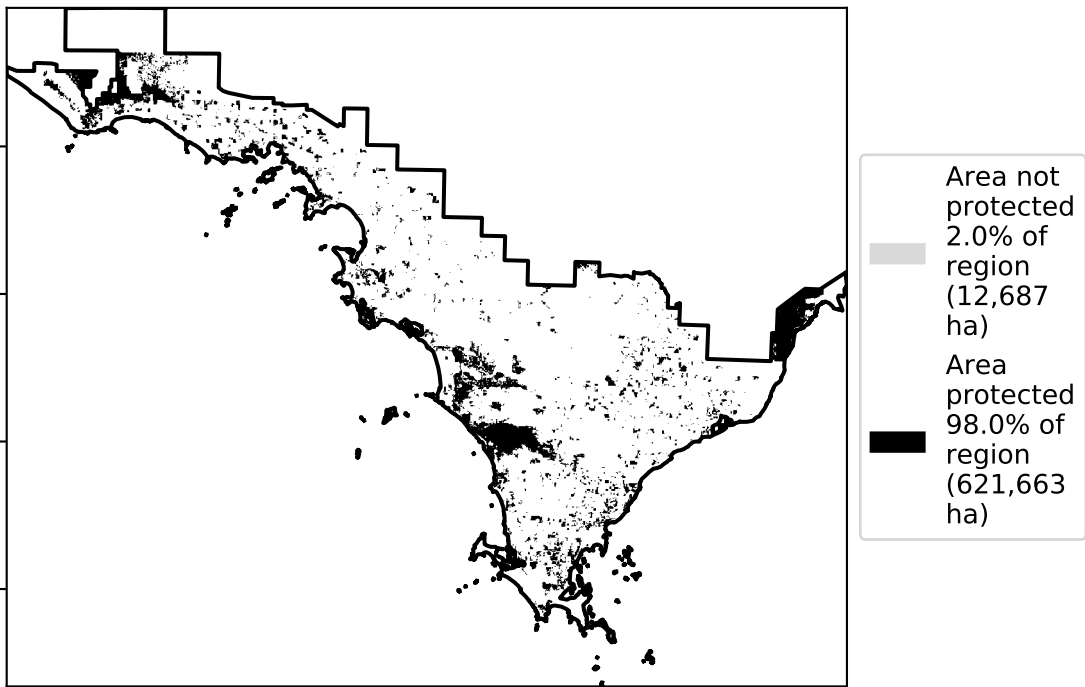 Area not
protected
2.0% of
region
(12,687
ha)
Area
protected
98.0% of
region
(621,663
ha)